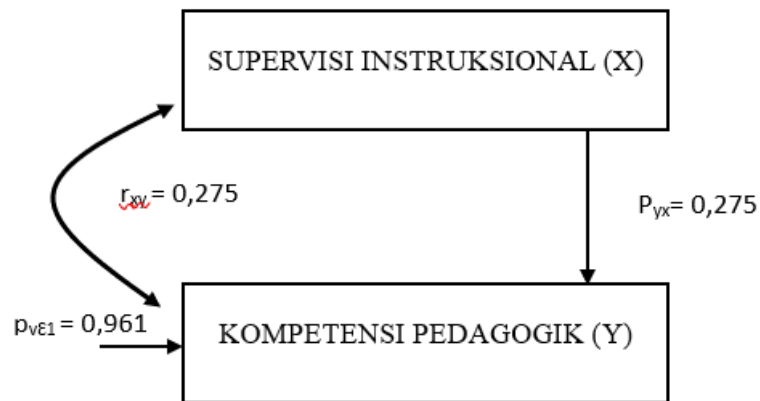 SUPERVISI INSTRUKSIONAL (X)
rxy = 0,275
Pyx= 0,275
pyε1 = 0,961
KOMPETENSI PEDAGOGIK (Y)